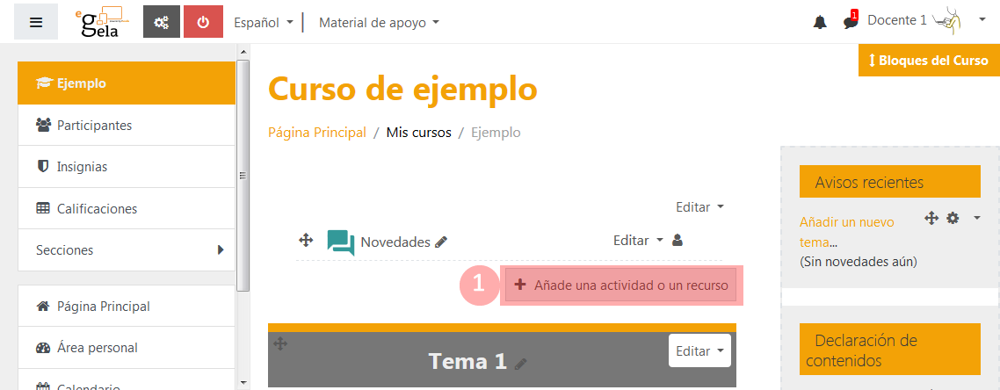 e gela
Español
Material de apoyo
1
Docente 1
Bloques del Curso
Ejemplo
Participantes
Insignias
Calificaciones
Secciones
Página Principal
Área personal
Calendario
Curso de ejemplo
Página Principal / Mis cursos / Ejemplo
Editar
Novedades
Editar
1
Añade una actividad o un recurso
Tema 1
Editar
Avisos recientes
Añadir un nuevo
tema...
(Sin novedades aún)
Declaración de
contenidos